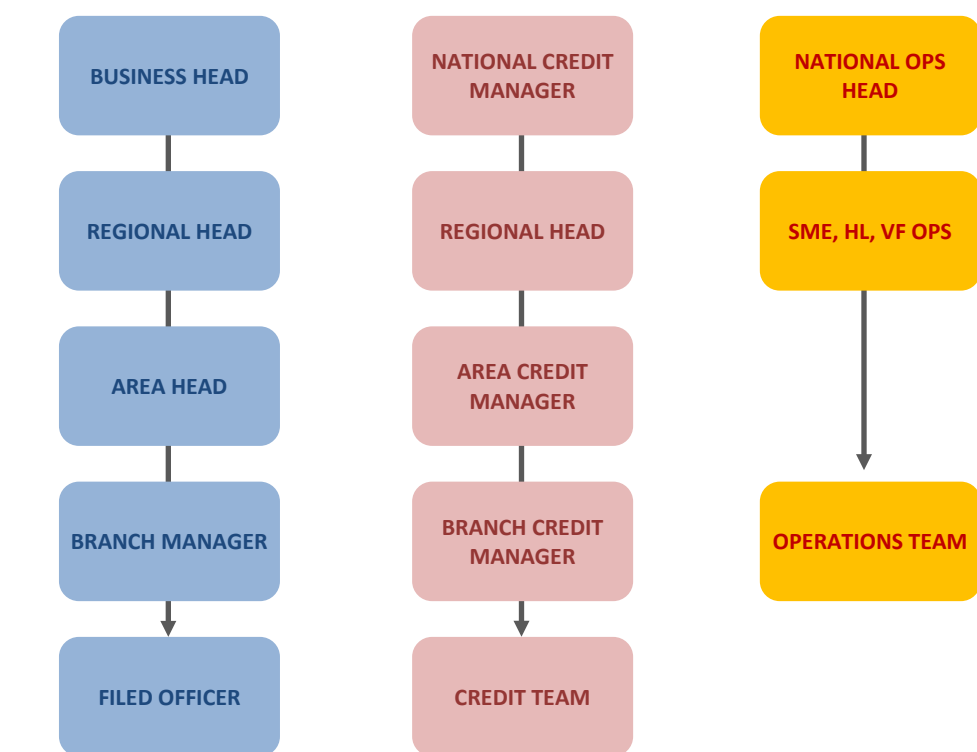 BUSINESS HEAD
REGIONAL HEAD
AREA HEAD
BRANCH MANAGER
FILED OFFICER
NATIONAL CREDIT
MANAGER
REGIONAL HEAD
AREA CREDIT
MANAGER
BRANCH CREDIT
MANAGER
CREDIT TEAM
NATIONAL OPS
HEAD
SME, HL, VF OPS
OPERATIONS TEAM